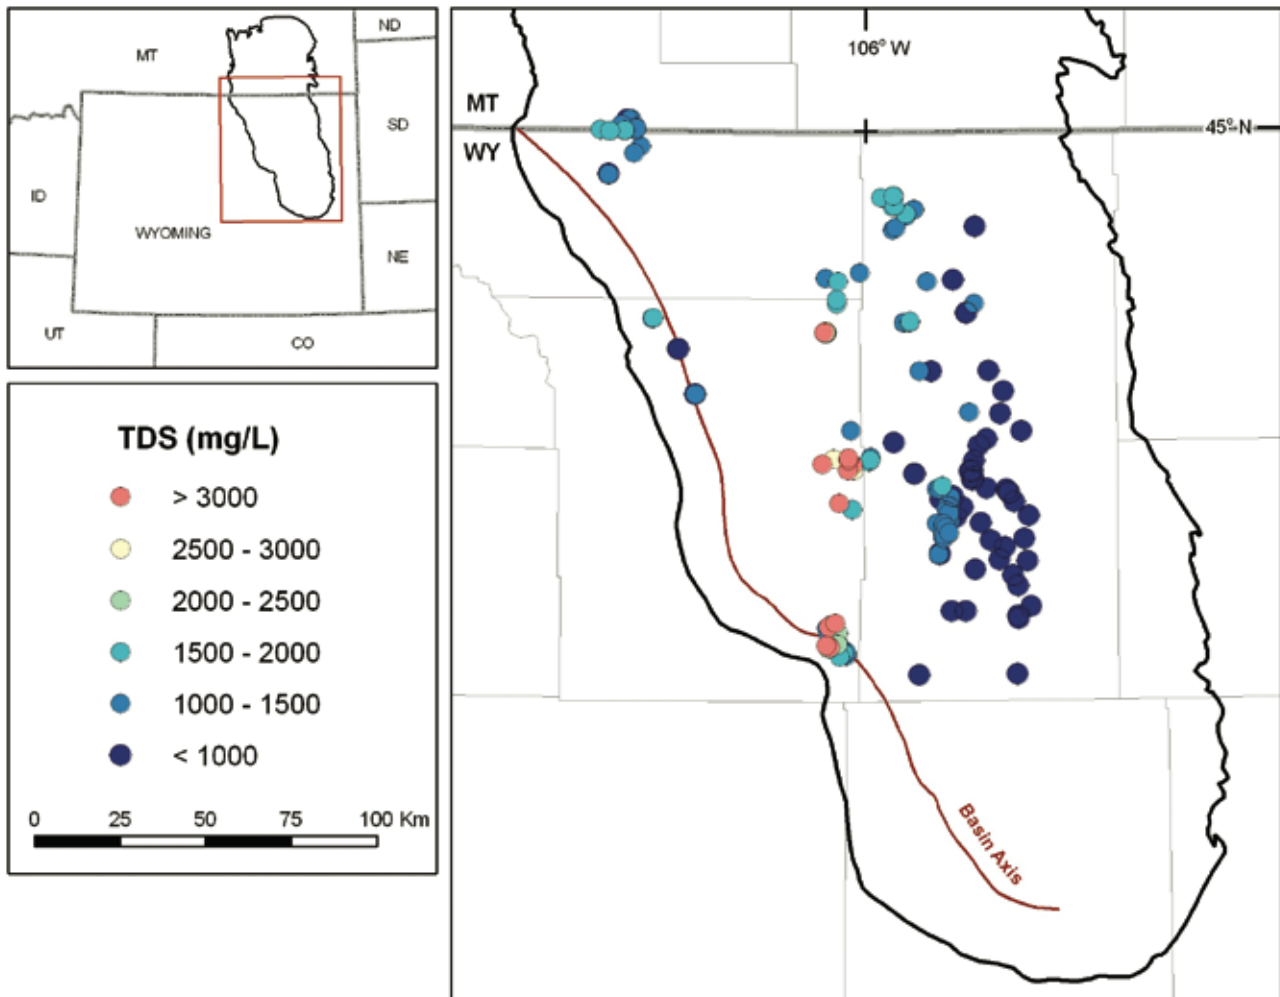 ND
MT
SD
ID
WYOMING
NE
UT
CO
TDS (mg/L)
> 3000
2500 - 3000
2000 - 2500
1500 - 2000
1000 - 1500
< 1000
0 25 50 75 100 Km
106° W
MT
45° N
WY
Basin Axis